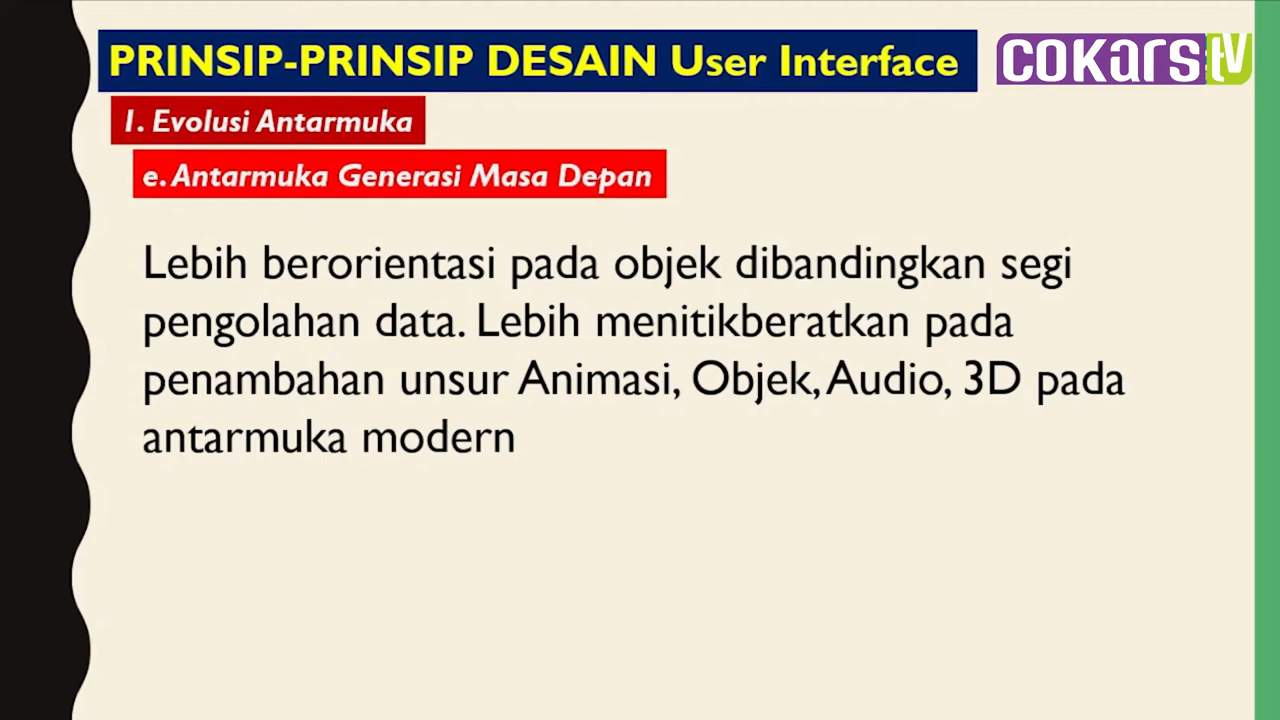 PRINSIP-PRINSIP DESAIN User Interface
cokarstv
1. Evolusi Antarmuka
e. Antarmuka Generasi Masa Depan
Lebih berorientasi pada objek dibandingkan segi
pengolahan data. Lebih menitikberatkan pada
penambahan unsur Animasi, Objek, Audio, 3D pada
antarmuka modern